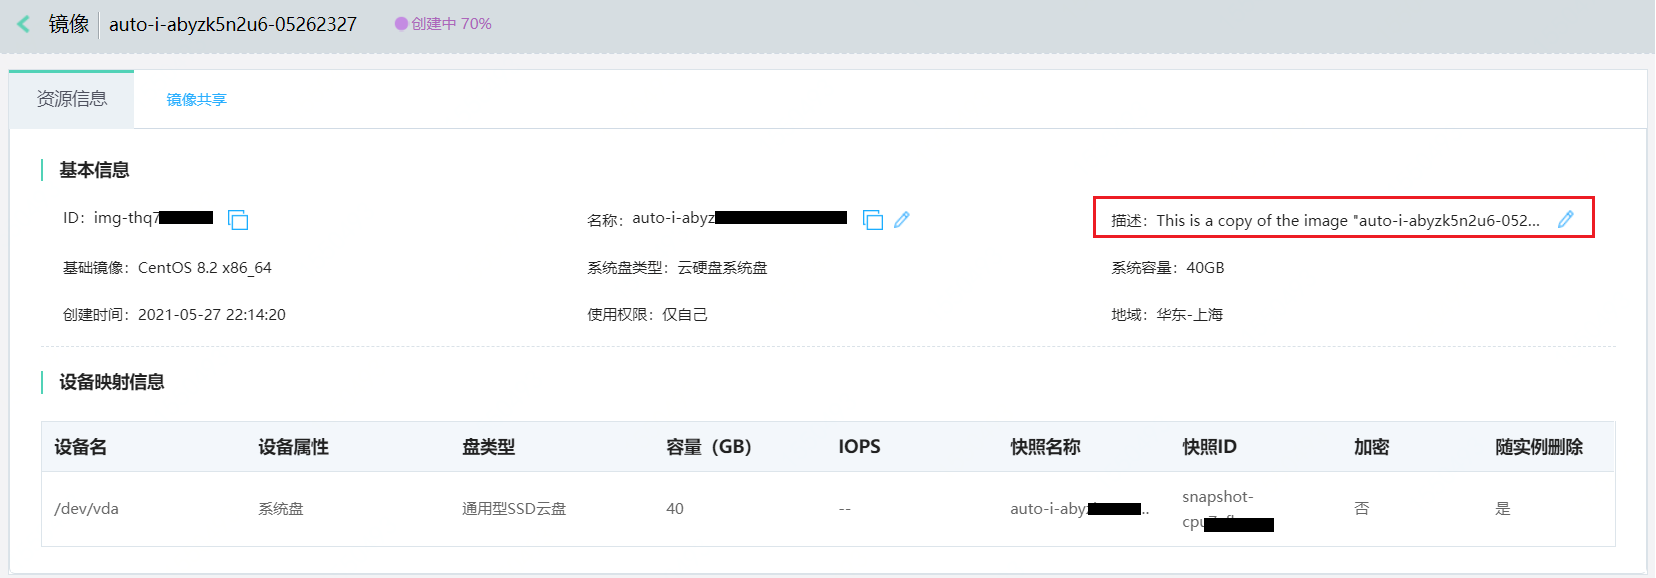 镜像 auto-i-abyzk5n2u6-05262327 创建中 70%
资源信息 镜像共享
基本信息
ID: img-thq7 名称: auto-i-abyz 描述: This is a copy of the image "auto-i-abyzk5n2u6-052...
基础镜像: CentOS 8.2 x86_64 系统盘类型: 云硬盘系统盘 系统容量: 40GB
创建时间: 2021-05-27 22:14:20 使用权限: 仅自己 地域: 华东-上海
设备映射信息
设备名 设备属性 盘类型 容量（GB） IOPS 快照名称 快照ID 加密 随实例删除
/dev/vda 系统盘 通用型SSD云盘 40 -- auto-i-aby .. snapshot-
cpu 否 是